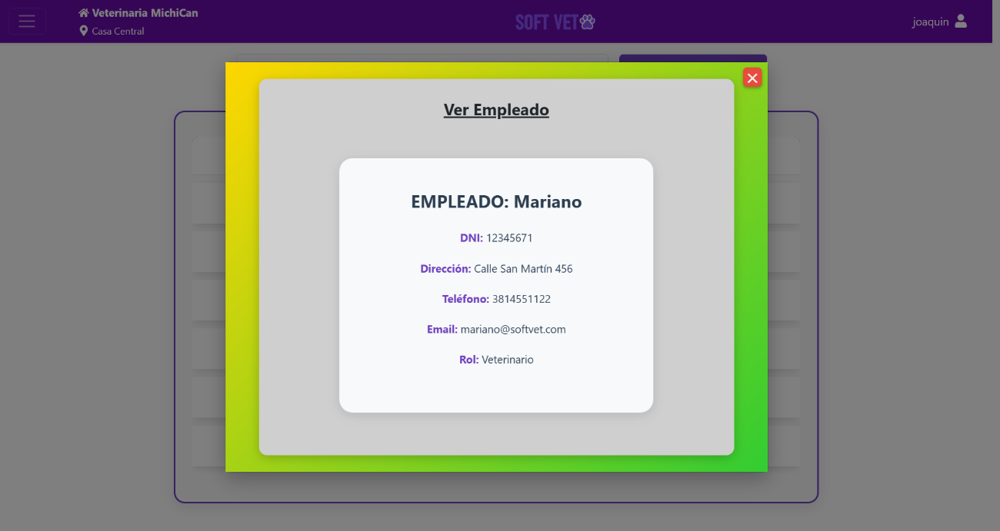 Veterinaria MichiCan
Casa Central
SOFT VET
joaquin
Ver Empleado
EMPLEADO: Mariano
DNI: 12345671
Dirección: Calle San Martín 456
Teléfono: 3814551122
Email: mariano@softvet.com
Rol: Veterinario